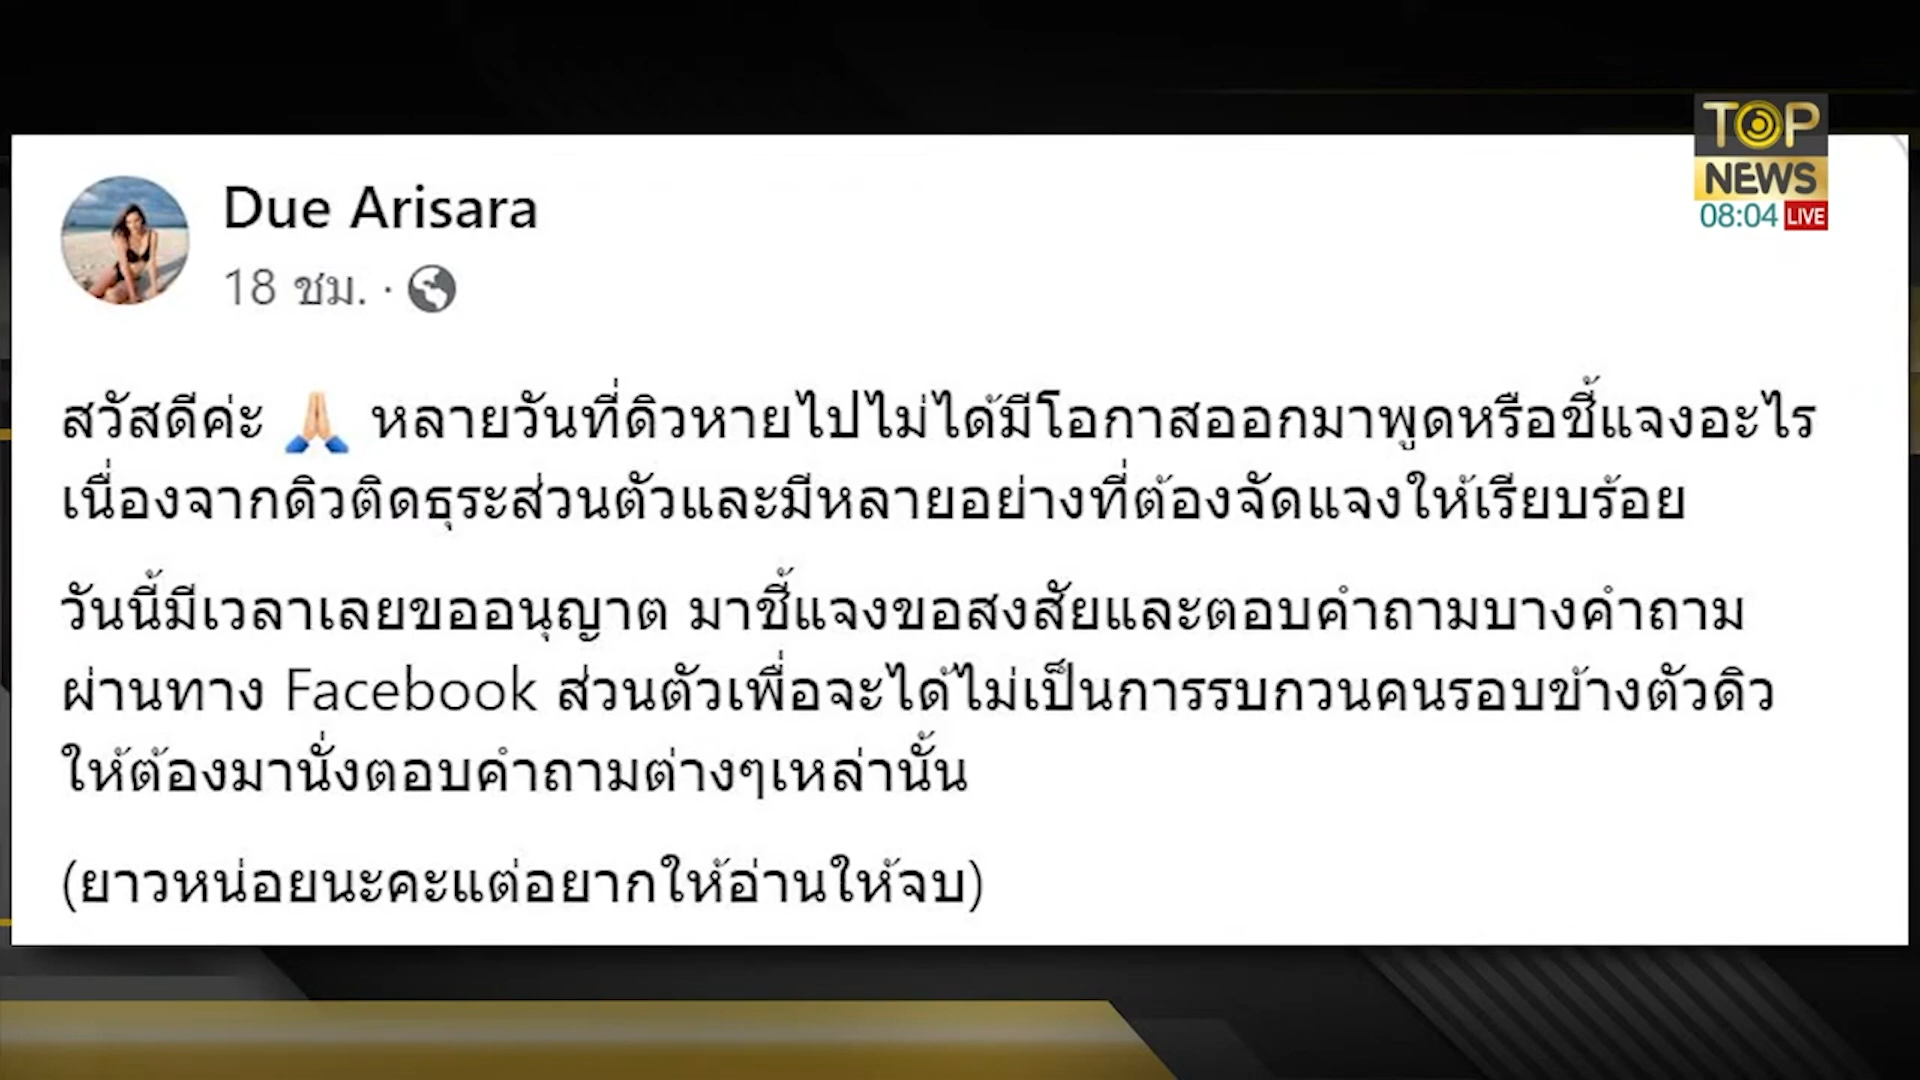 TOP
NEWS
08:04 LIVE
Due Arisara
18 ชม. ·
สวัสดีค่ะ 🙏🏻 หลายวันที่ดิวหายไปไม่ได้มีโอกาสออกมาพูดหรือชี้แจงอะไร
เนื่องจากดิวติดธุระส่วนตัวและมีหลายอย่างที่ต้องจัดแจงให้เรียบร้อย
วันนี้มีเวลาเลยขออนุญาต มาชี้แจงขอสงสัยและตอบคำถามบางคำถาม
ผ่านทาง Facebook ส่วนตัวเพื่อจะได้ไม่เป็นการรบกวนคนรอบข้างตัวดิว
ให้ต้องมานั่งตอบคำถามต่างๆเหล่านั้น
(ยาวหน่อยนะคะแต่อยากให้อ่านให้จบ)